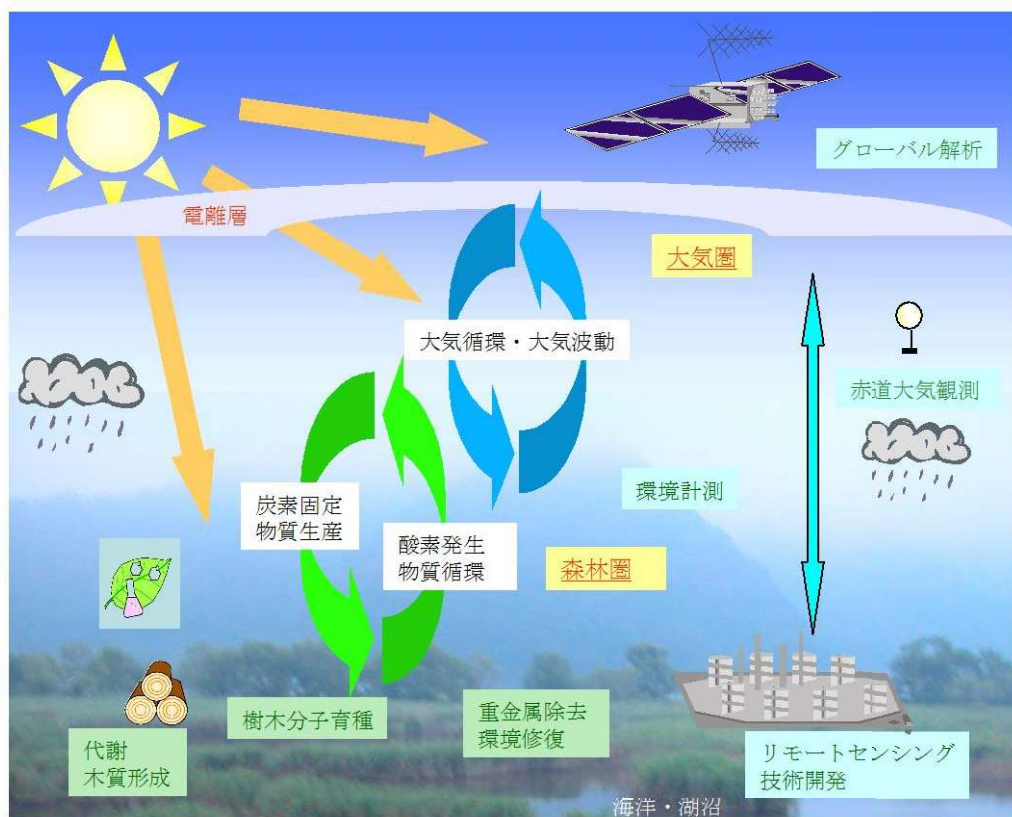 グローバル解析
電離層
大気圏
大気循環・大気波動
赤道大気観測
環境計測
炭素固定
物質生産
酸素発生
物質循環
森林圏
樹木分子育種
重金属除去
環境修復
代謝
木質形成
リモートセンシング
技術開発
海洋・湖沼